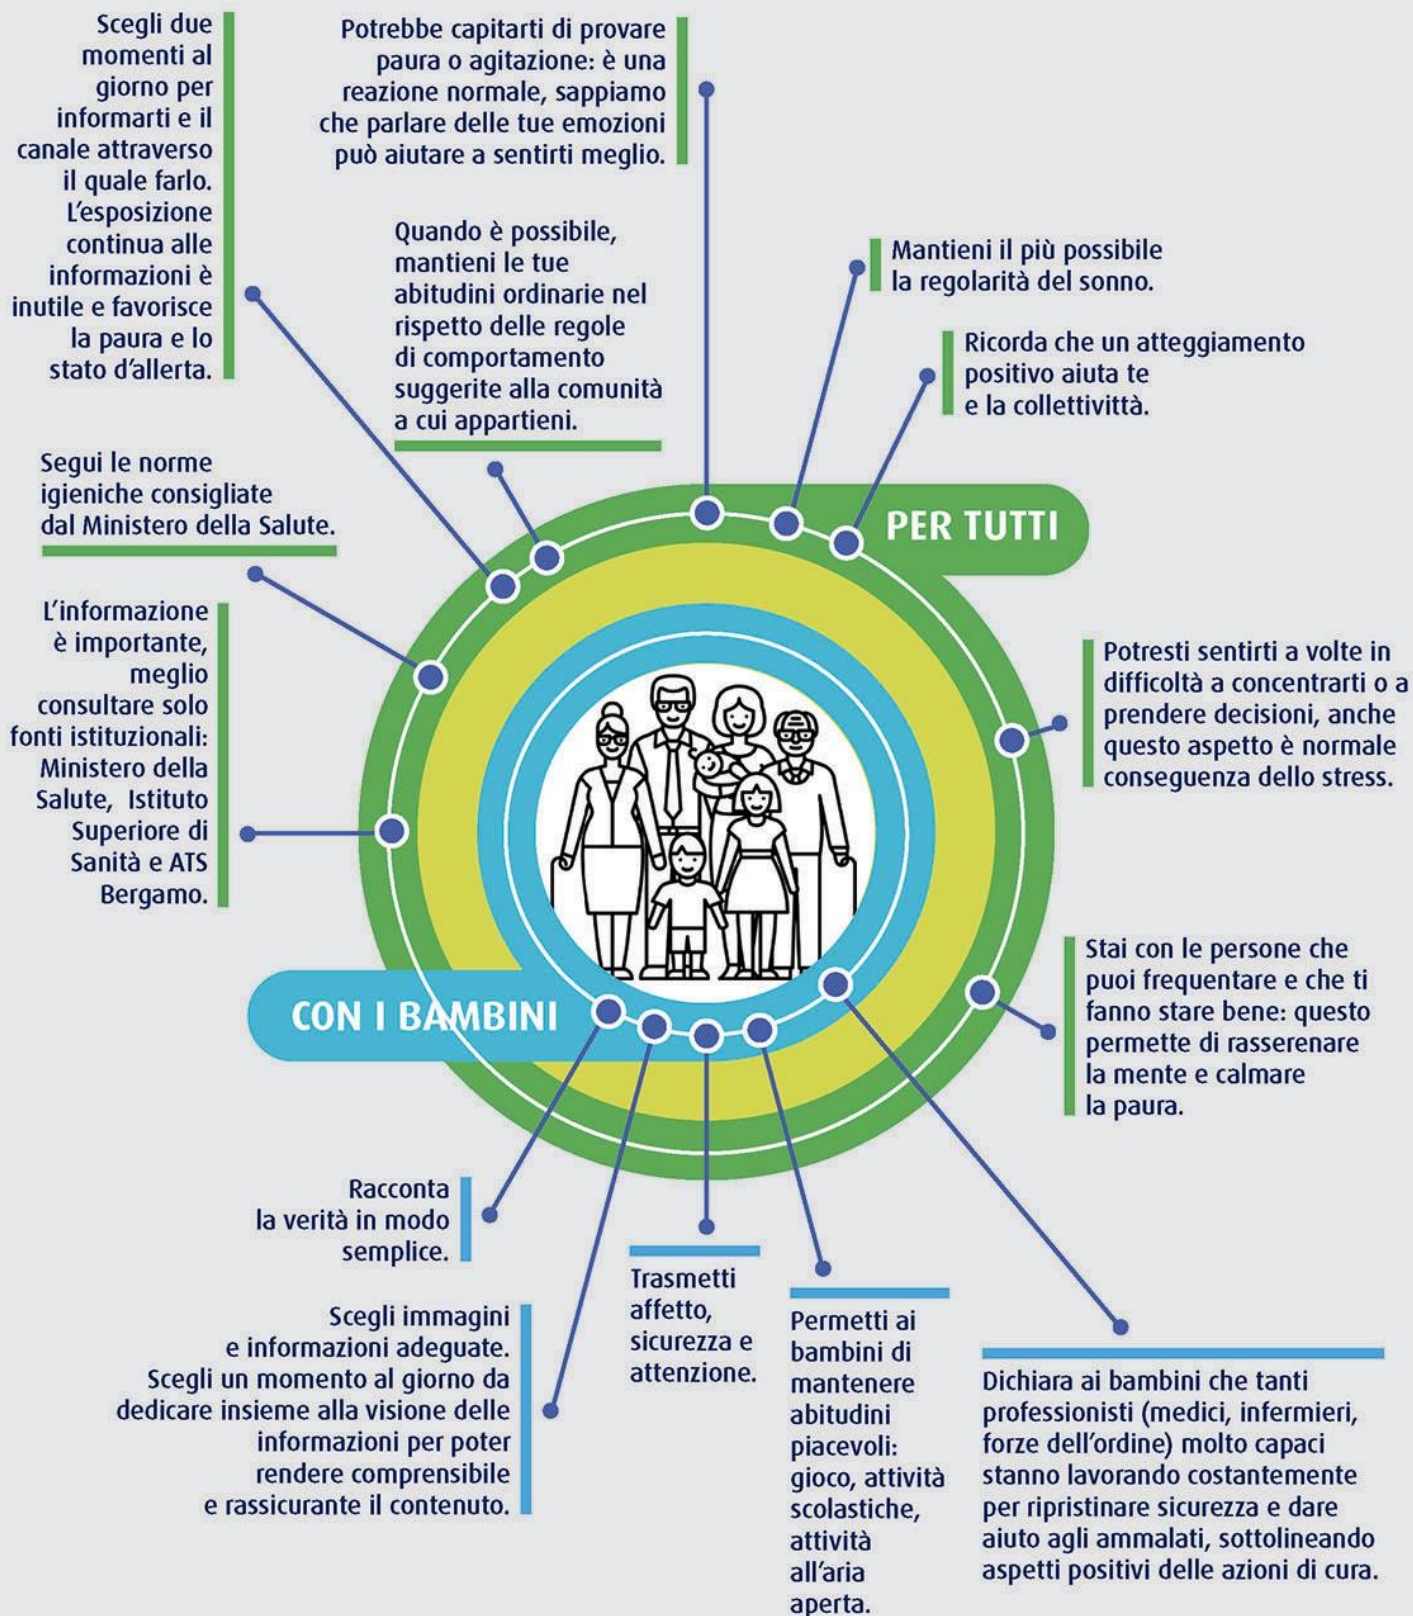 Scegli due
momenti al
giorno per
informarti e il
canale attraverso
il quale farlo.
L'esposizione
continua alle
informazioni è
inutile e favorisce
la paura e lo
stato d'allerta.
Potrebbe capitarti di provare
paura o agitazione: è una
reazione normale, sappiamo
che parlare delle tue emozioni
può aiutare a sentirti meglio.
Quando è possibile,
mantieni le tue
abitudini ordinarie nel
rispetto delle regole
di comportamento
suggerite alla comunità
a cui appartieni.
Mantieni il più possibile
la regolarità del sonno.
Ricorda che un atteggiamento
positivo aiuta te
e la collettività.
Segui le norme
igieniche consigliate
dal Ministero della Salute.
PER TUTTI
L'informazione
è importante,
meglio
consultare solo
fonti istituzionali:
Ministero della
Salute, Istituto
Superiore di
Sanità e ATS
Bergamo.
Potresti sentirti a volte in
difficoltà a concentrarti o a
prendere decisioni, anche
questo aspetto è normale
conseguenza dello stress.
Stai con le persone che
puoi frequentare e che ti
fanno stare bene: questo
permette di rasserenare
la mente e calmare
la paura.
CON I BAMBINI
Racconta
la verità in modo
semplice.
Scegli immagini
e informazioni adeguate.
Scegli un momento al giorno da
dedicare insieme alla visione delle
informazioni per poter
rendere comprensibile
e rassicurante il contenuto.
Trasmetti
affetto,
sicurezza e
attenzione.
Permetti ai
bambini di
mantenere
abitudini
piacevoli:
gioco, attività
scolastiche,
attività
all'aria
aperta.
Dichiara ai bambini che tanti
professionisti (medici, infermieri,
forze dell'ordine) molto capaci
stanno lavorando costantemente
per ripristinare sicurezza e dare
aiuto agli ammalati, sottolineando
aspetti positivi delle azioni di cura.